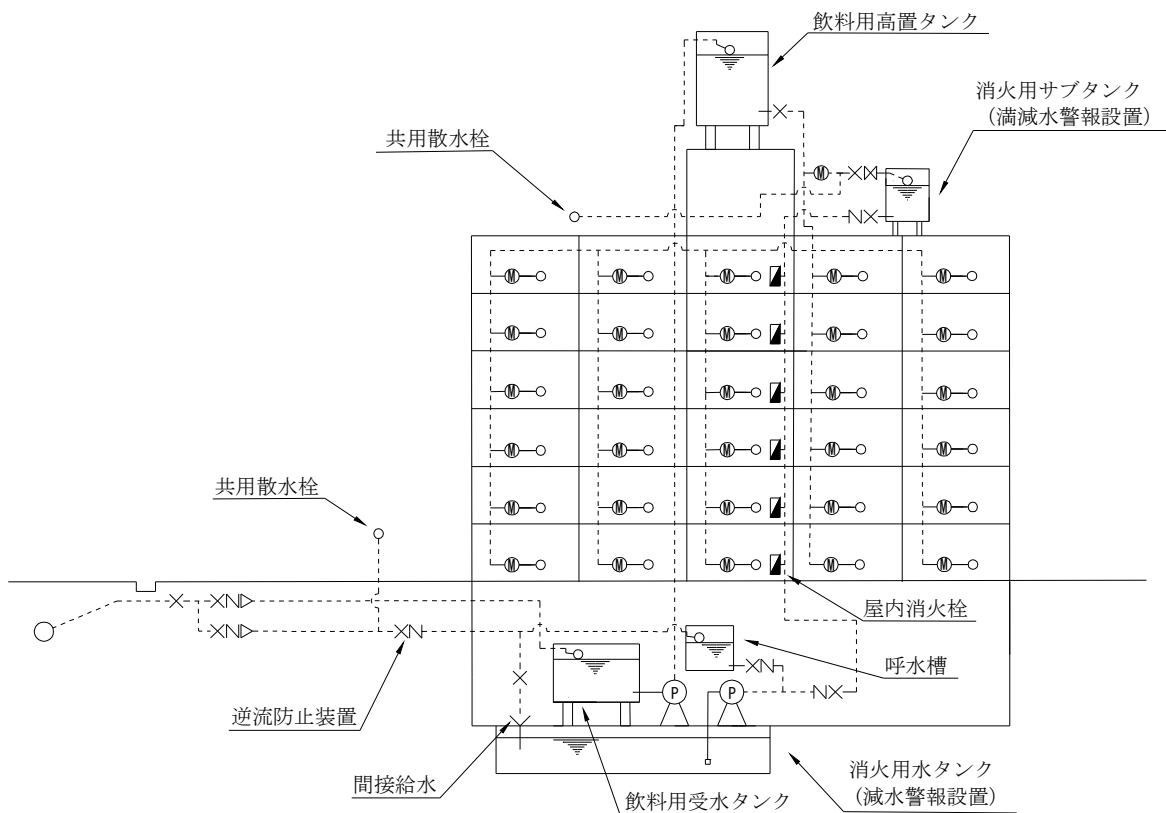 飲料用高置タンク
消火用サブタンク
(満減水警報設置)
共用散水栓
M
M M M M M
M M M M M
M M M M M
M M M M M
共用散水栓
M M M M M
M M M M M
屋内消火栓
呼水槽
P P
逆流防止装置
間接給水
飲料用受水タンク
消火用水タンク
(減水警報設置)